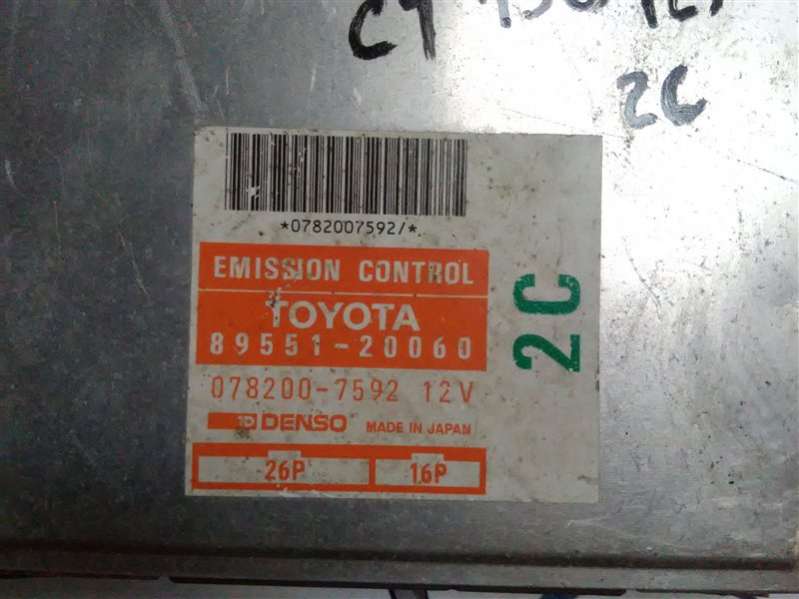 2C
*0782007592/*
EMISSION CONTROL
TOYOTA
89551-20060
078200-7592 12V
DENSO MADE IN JAPAN
26P 16P
2C